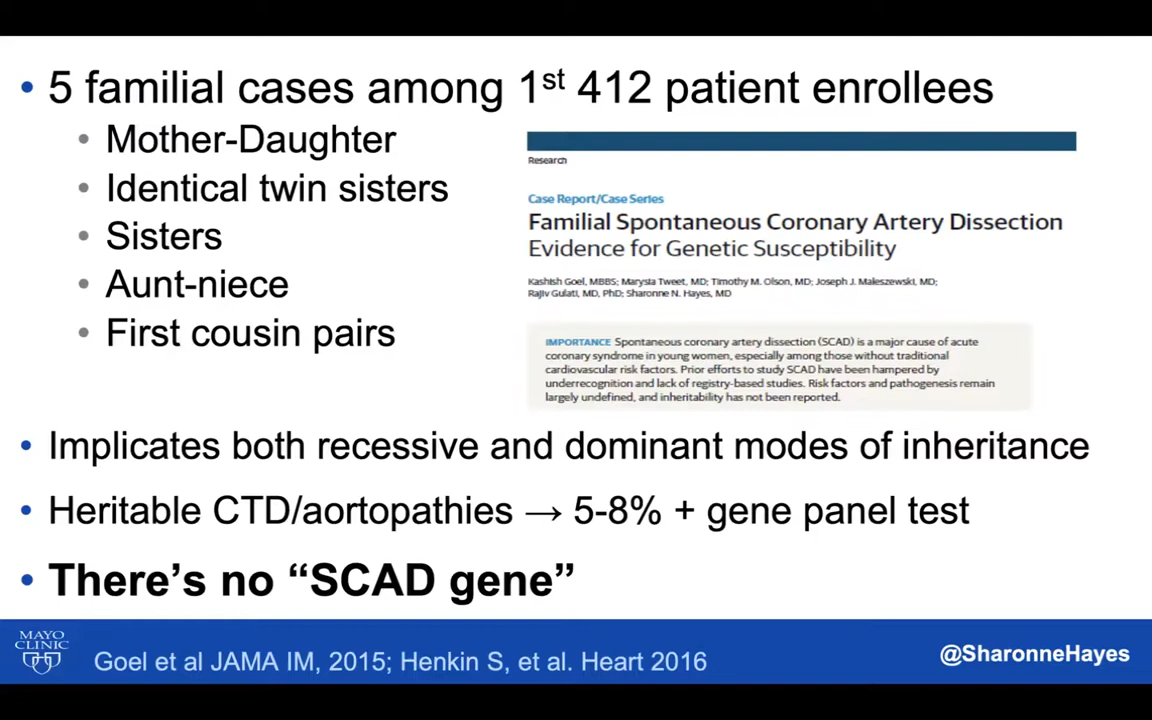 • 5 familial cases among 1st 412 patient enrollees
• Mother-Daughter
• Identical twin sisters
• Sisters
• Aunt-niece
• First cousin pairs
Research
Case Report/Case Series
Familial Spontaneous Coronary Artery Dissection
Evidence for Genetic Susceptibility
Kashish Goel, MBBS; Marysia Tweet, MD; Timothy M. Olson, MD; Joseph J. Maleszewski, MD;
Rajiv Gulati, MD, PhD; Sharonne N. Hayes, MD
IMPORTANCE Spontaneous coronary artery dissection (SCAD) is a major cause of acute
coronary syndrome in young women, especially among those without traditional
cardiovascular risk factors. Prior efforts to study SCAD have been hampered by
underrecognition and lack of registry-based studies. Risk factors and pathogenesis remain
largely undefined, and inheritability has not been reported.
• Implicates both recessive and dominant modes of inheritance
• Heritable CTD/aortopathies → 5-8% + gene panel test
• There’s no “SCAD gene”
MAYO
CLINIC
Goel et al JAMA IM, 2015; Henkin S, et al. Heart 2016
@SharonneHayes